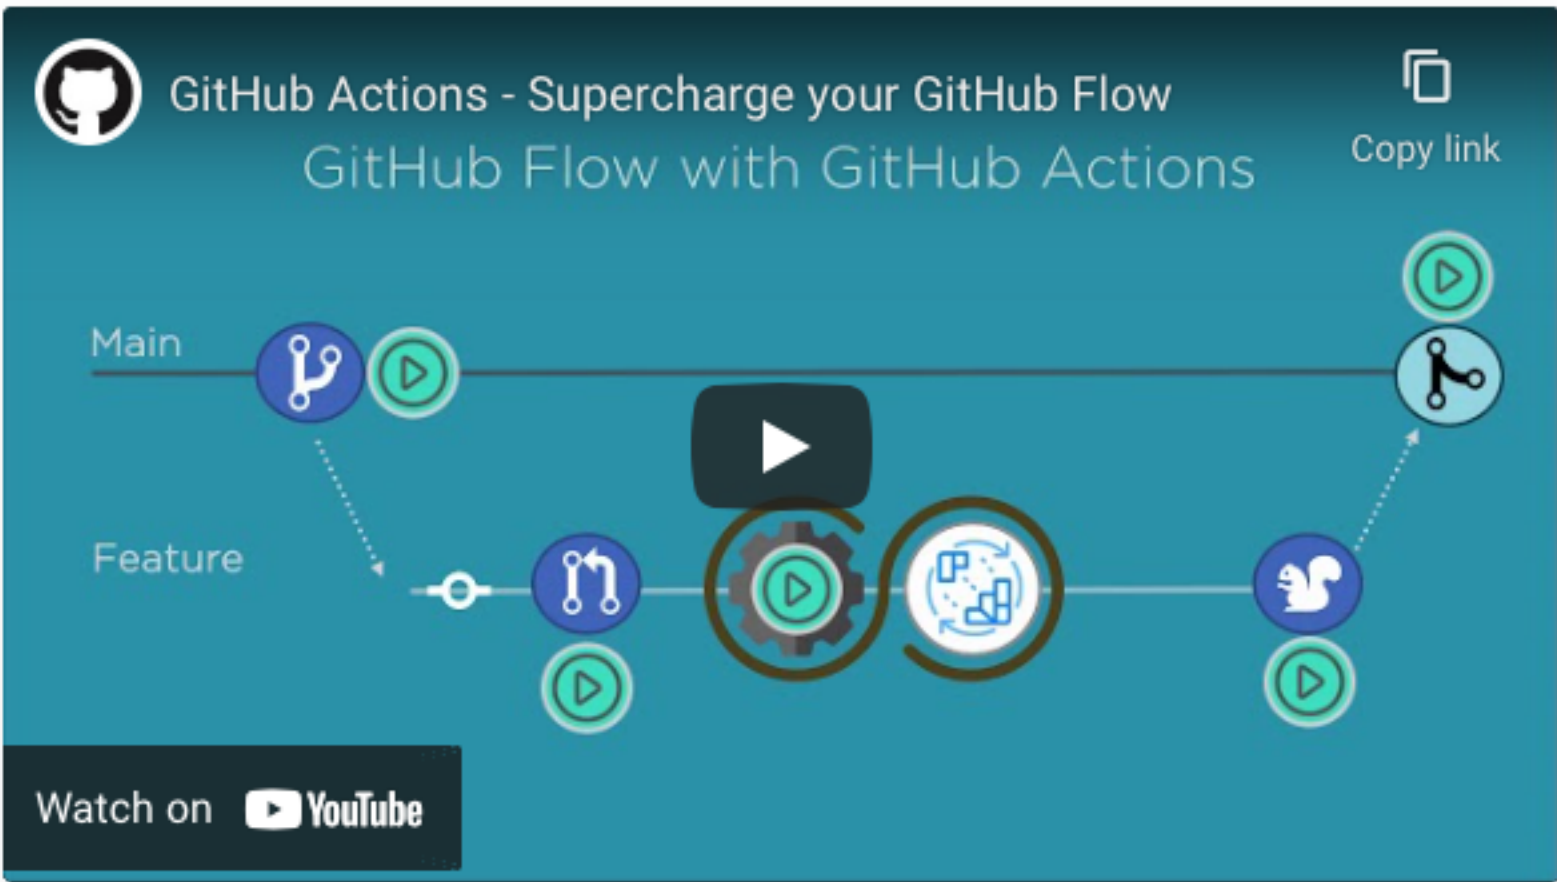 GitHub Actions - Supercharge your GitHub Flow
Copy link
GitHub Flow with GitHub Actions
Main
Feature
Watch on YouTube